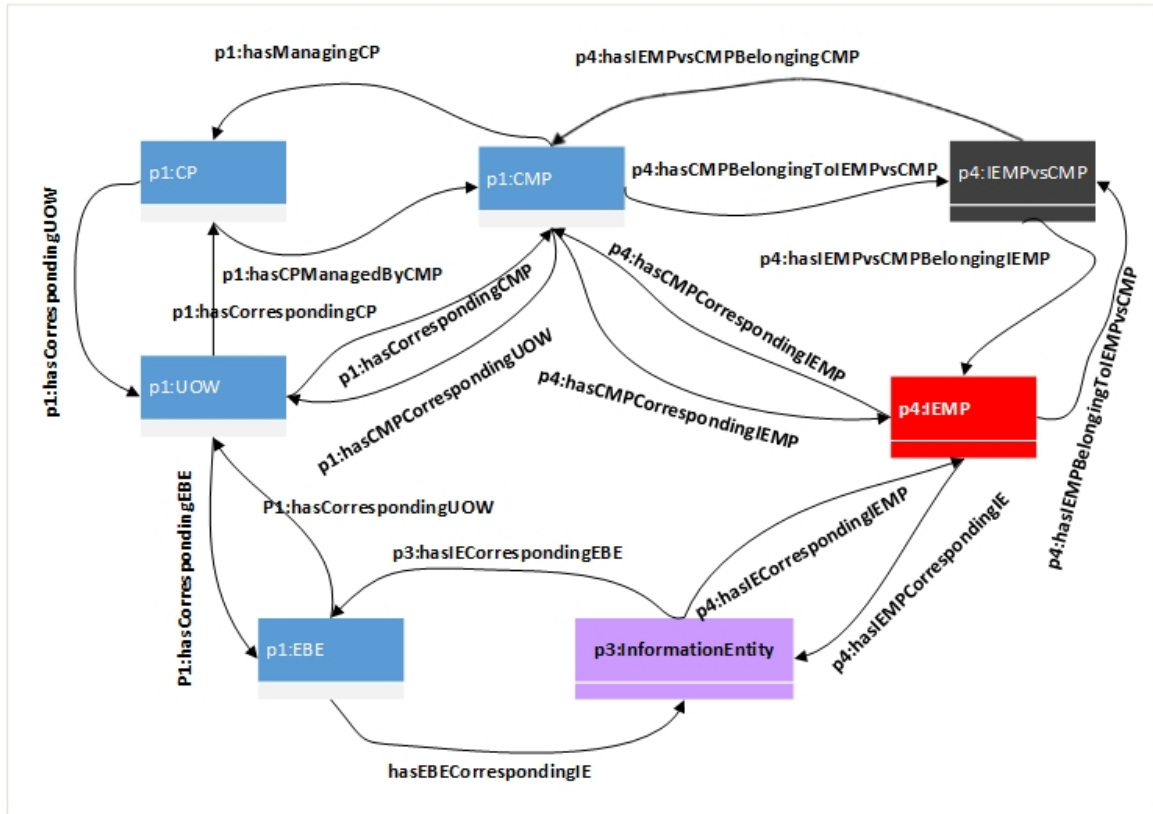 p1:hasManagingCP
p4:hasIEMPvsCMPBelongingCMP
p1:CP
p1:CMP
p4:hasCMPBelongingToIEMPvsCMP
p4:IEMPvsCMP
p1:hasCorrespondingUOW
p1:hasCPManagedByCMP
p1:hasCorrespondingCP
p4:hasCMPCorrespondingIEMP
p4:hasIEMPvsCMPBelongingIEMP
p1:hasCorrespondingCMP
p1:hasCMPCorrespondingUOW
p4:hasCMPCorrespondingIEMP
p4:hasIEMPBelongingToIEMPvsCMP
p1:UOW
p4:IEMP
P1:hasCorrespondingEBE
P1:hasCorrespondingUOW
p3:hasIECorrespondingEBE
p4:hasIECorrespondingIEMP
p4:hasIEMPCorrespondingIE
p1:EBE
p3:InformationEntity
hasEBECorrespondingIE